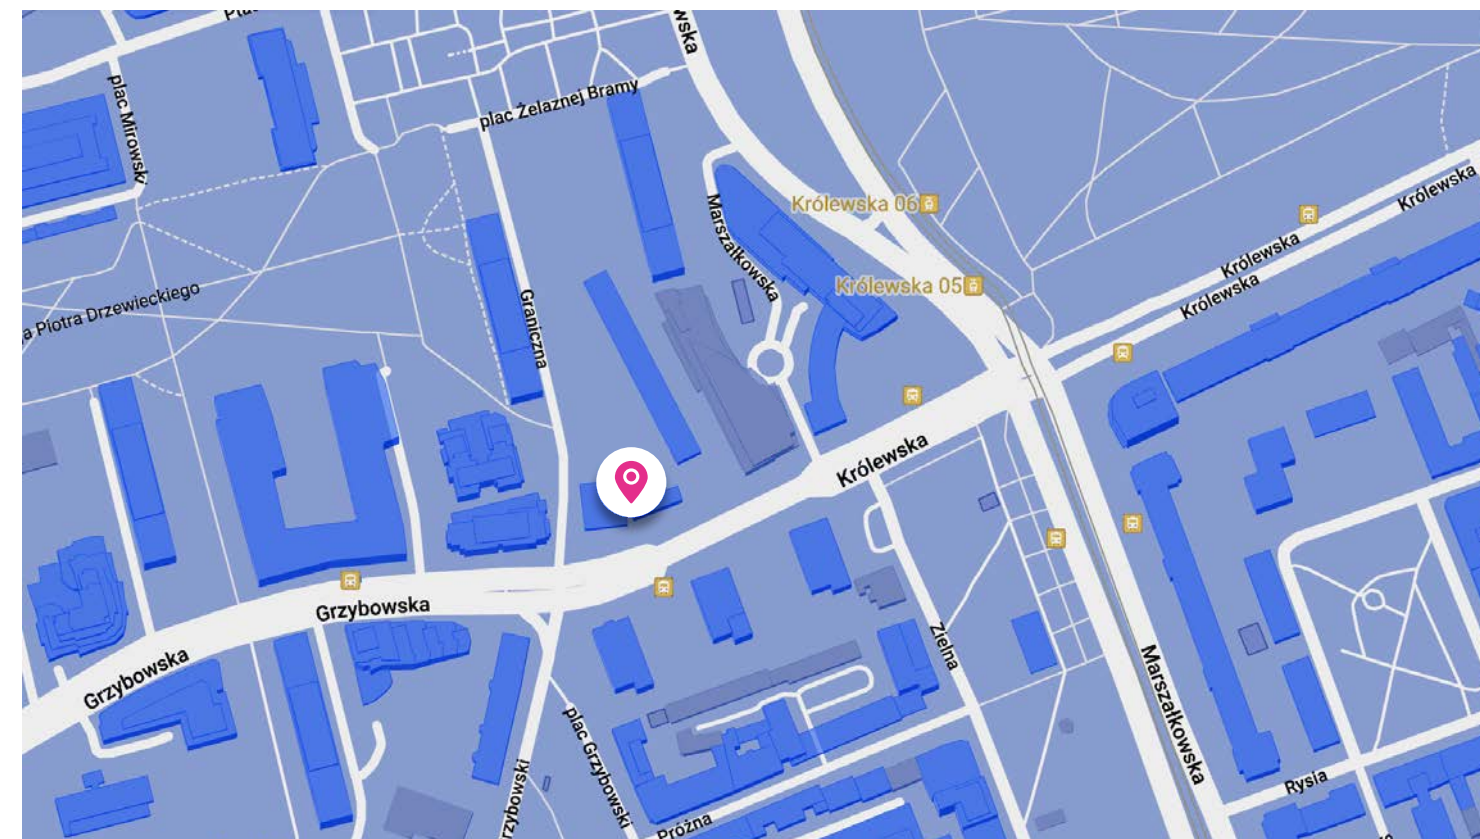 plac Żelaznej Bramy
plac Mirowski
Królewska 06
Królewska
Marszałkowska
Królewska
Królewska 05
Królewska
Graniczna
a Piotra Drzewieckiego
Królewska
Grzybowska
Zielna
Grzybowska
Marszałkowska
plac Grzybowski
rzybowski
Rysia
Próżna